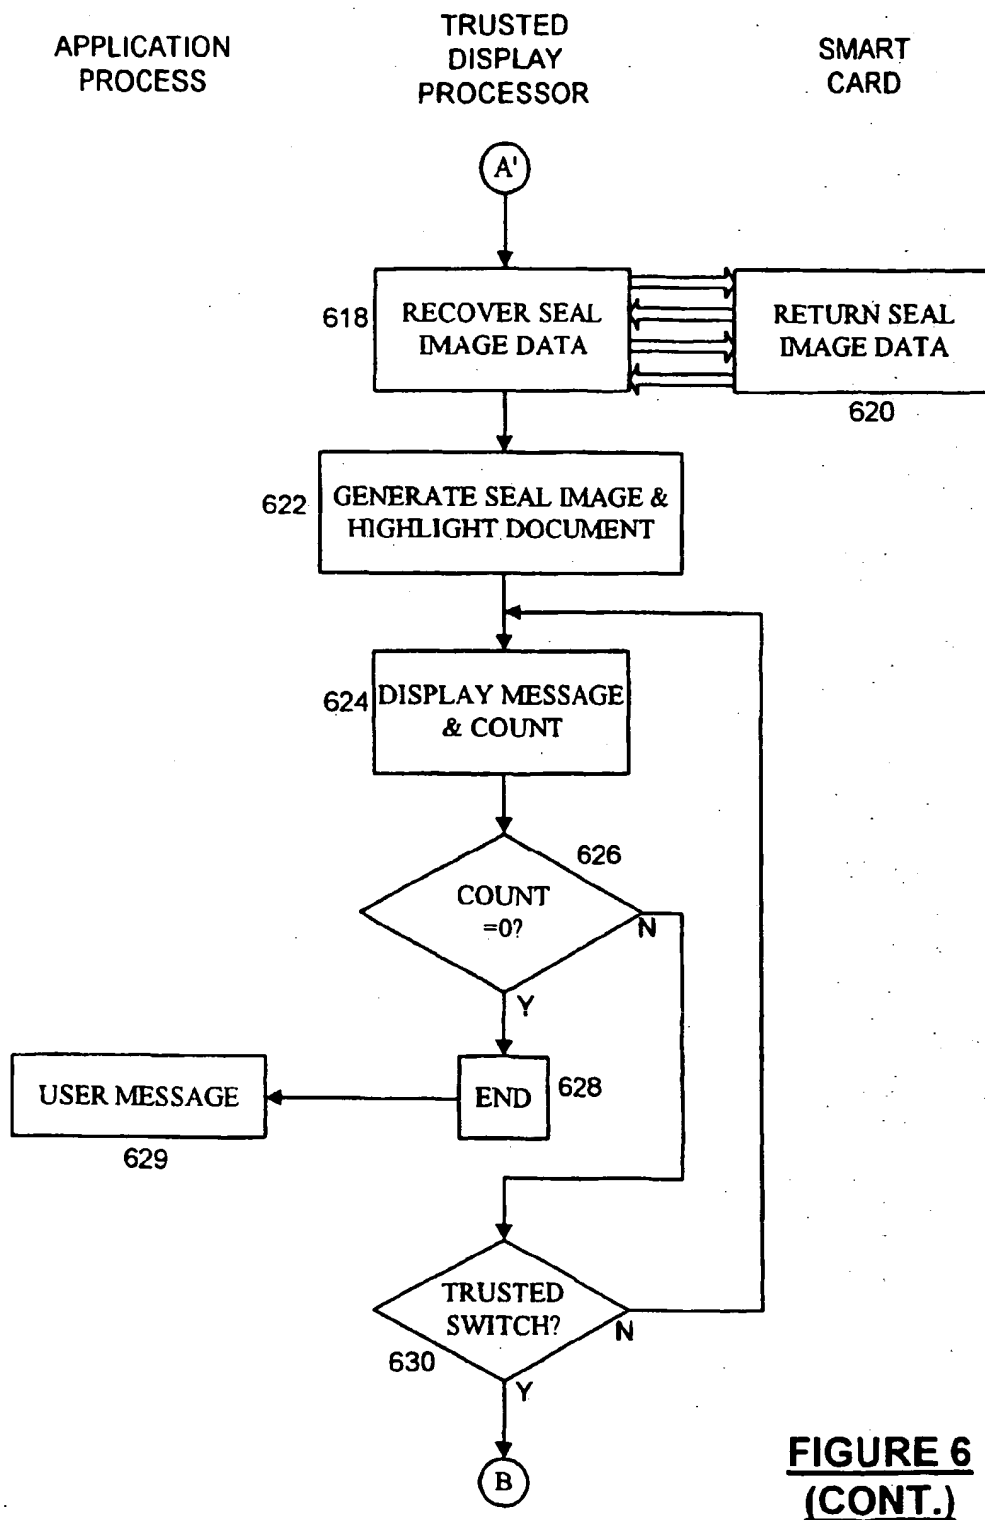 APPLICATION
PROCESS
TRUSTED
DISPLAY
PROCESSOR
SMART
CARD
A'
618
RECOVER SEAL
IMAGE DATA
RETURN SEAL
IMAGE DATA
620
622
GENERATE SEAL IMAGE &
HIGHLIGHT DOCUMENT
624
DISPLAY MESSAGE
& COUNT
626
COUNT
=0?
N
Y
USER MESSAGE
629
END
628
TRUSTED
SWITCH?
N
630
Y
B
FIGURE 6
(CONT.)